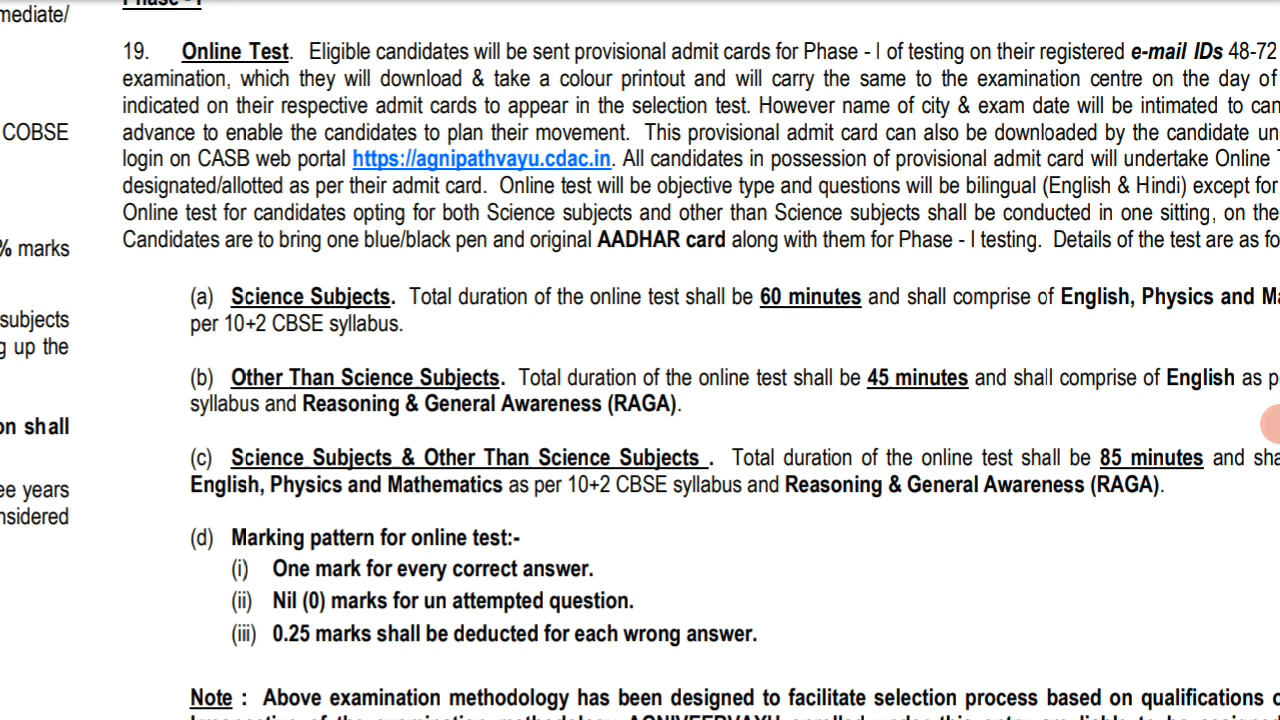 mediate/
COBSE
% marks
subjects
g up the
on shall
ee years
nsidered
Phase - I
19. Online Test. Eligible candidates will be sent provisional admit cards for Phase - I of testing on their registered e-mail IDs 48-72
examination, which they will download & take a colour printout and will carry the same to the examination centre on the day of
indicated on their respective admit cards to appear in the selection test. However name of city & exam date will be intimated to can
advance to enable the candidates to plan their movement. This provisional admit card can also be downloaded by the candidate un
login on CASB web portal https://agnipathvayu.cdac.in. All candidates in possession of provisional admit card will undertake Online T
designated/allotted as per their admit card. Online test will be objective type and questions will be bilingual (English & Hindi) except for
Online test for candidates opting for both Science subjects and other than Science subjects shall be conducted in one sitting, on the
Candidates are to bring one blue/black pen and original AADHAR card along with them for Phase - I testing. Details of the test are as fo
(a) Science Subjects. Total duration of the online test shall be 60 minutes and shall comprise of English, Physics and Ma
per 10+2 CBSE syllabus.
(b) Other Than Science Subjects. Total duration of the online test shall be 45 minutes and shall comprise of English as p
syllabus and Reasoning & General Awareness (RAGA).
(c) Science Subjects & Other Than Science Subjects . Total duration of the online test shall be 85 minutes and sha
English, Physics and Mathematics as per 10+2 CBSE syllabus and Reasoning & General Awareness (RAGA).
(d) Marking pattern for online test:-
(i) One mark for every correct answer.
(ii) Nil (0) marks for un attempted question.
(iii) 0.25 marks shall be deducted for each wrong answer.
Note : Above examination methodology has been designed to facilitate selection process based on qualifications o